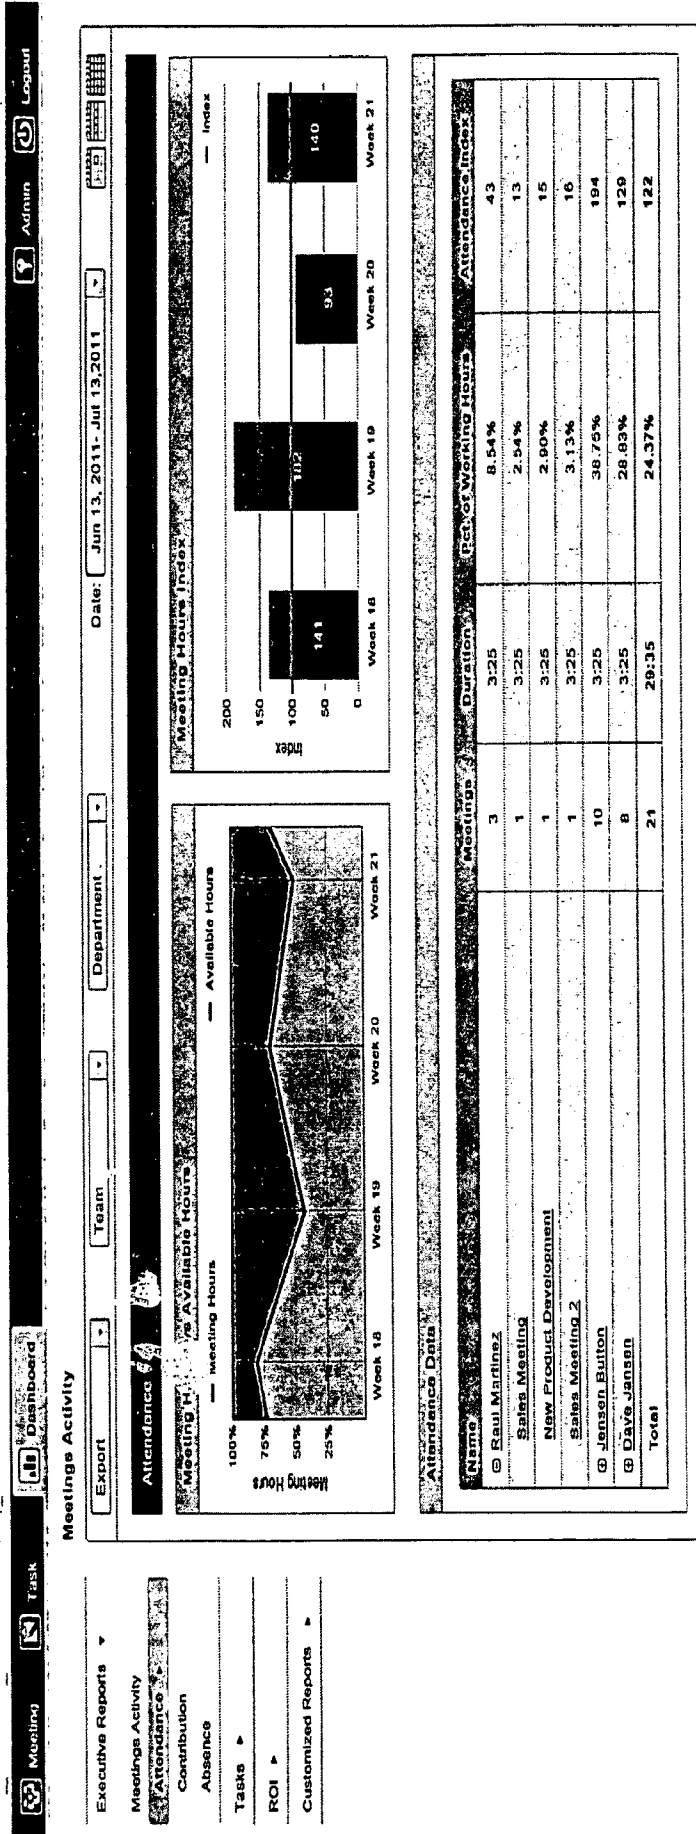 Meeting Task Dashboard Admin Logout
Executive Reports
Meetings Activity
Attendance
Contribution
Absence
Tasks
ROI
Customized Reports
Meetings Activity
Export Team Department Date: Jun 13, 2011- Jul 13,2011
Attendance
Available Hours
Meeting Hours Available Hours
100%
75%
50%
25%
Meeting Hours
Week 18 Week 19 Week 20 Week 21
Meeting Hours Index
Index
200
150
100
50
0
Index
141 182 93 140
Week 18 Week 19 Week 20 Week 21
Attendance Data
Name Meetings Duration Pct. of Working Hours Attendance Index
Raul Martinez 3 3:25 8.54% 43
Sales Meeting 1 3:25 2.54% 13
New Product Development 1 3:25 2.90% 15
Sales Meeting 2 1 3:25 3.13% 16
Jensen Button 10 3:25 38.75% 194
Dave Jansen 8 3:25 28.83% 129
Total 21 29:35 24.37% 122